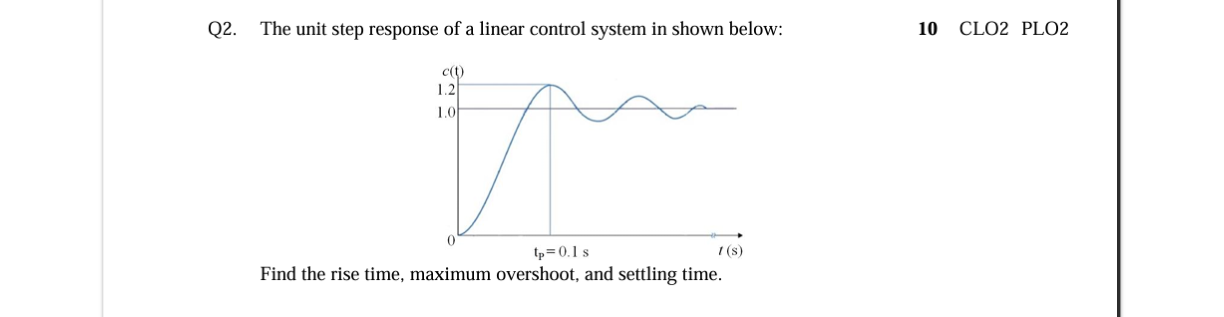 Q2. The unit step response of a linear control system in shown below: 10 CLO2 PLO2
c(t)
1.2
1.0
0
tp= 0.1 s
t (s)
Find the rise time, maximum overshoot, and settling time.